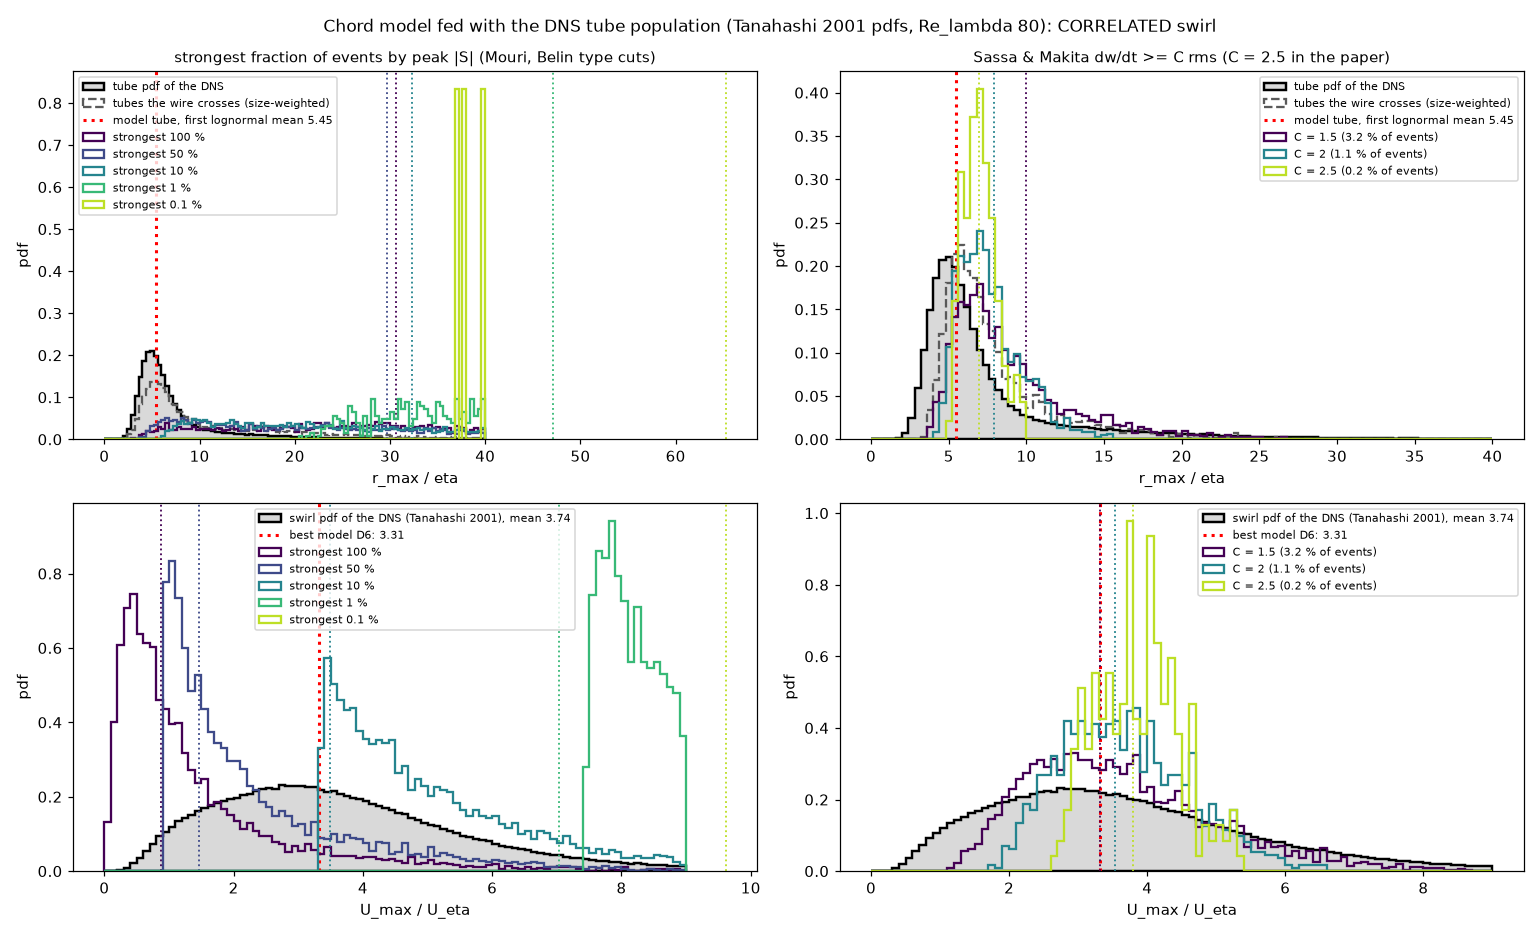 Chord model fed with the DNS tube population (Tanahashi 2001 pdfs, Re_lambda 80): CORRELATED swirl
strongest fraction of events by peak |S| (Mouri, Belin type cuts)
tube pdf of the DNS
tubes the wire crosses (size-weighted)
model tube, first lognormal mean 5.45
strongest 100 %
strongest 50 %
strongest 10 %
strongest 1 %
strongest 0.1 %
pdf
0.8
0.7
0.6
0.5
0.4
0.3
0.2
0.1
0.0
0 10 20 30 40 50 60
r_max / eta
Sassa & Makita dw/dt >= C rms (C = 2.5 in the paper)
tube pdf of the DNS
tubes the wire crosses (size-weighted)
model tube, first lognormal mean 5.45
C = 1.5 (3.2 % of events)
C = 2 (1.1 % of events)
C = 2.5 (0.2 % of events)
pdf
0.40
0.35
0.30
0.25
0.20
0.15
0.10
0.05
0.00
0 5 10 15 20 25 30 35 40
r_max / eta
swirl pdf of the DNS (Tanahashi 2001), mean 3.74
best model D6: 3.31
strongest 100 %
strongest 50 %
strongest 10 %
strongest 1 %
strongest 0.1 %
pdf
0.8
0.6
0.4
0.2
0.0
0 2 4 6 8 10
U_max / U_eta
swirl pdf of the DNS (Tanahashi 2001), mean 3.74
best model D6: 3.31
C = 1.5 (3.2 % of events)
C = 2 (1.1 % of events)
C = 2.5 (0.2 % of events)
pdf
1.0
0.8
0.6
0.4
0.2
0.0
0 2 4 6 8
U_max / U_eta